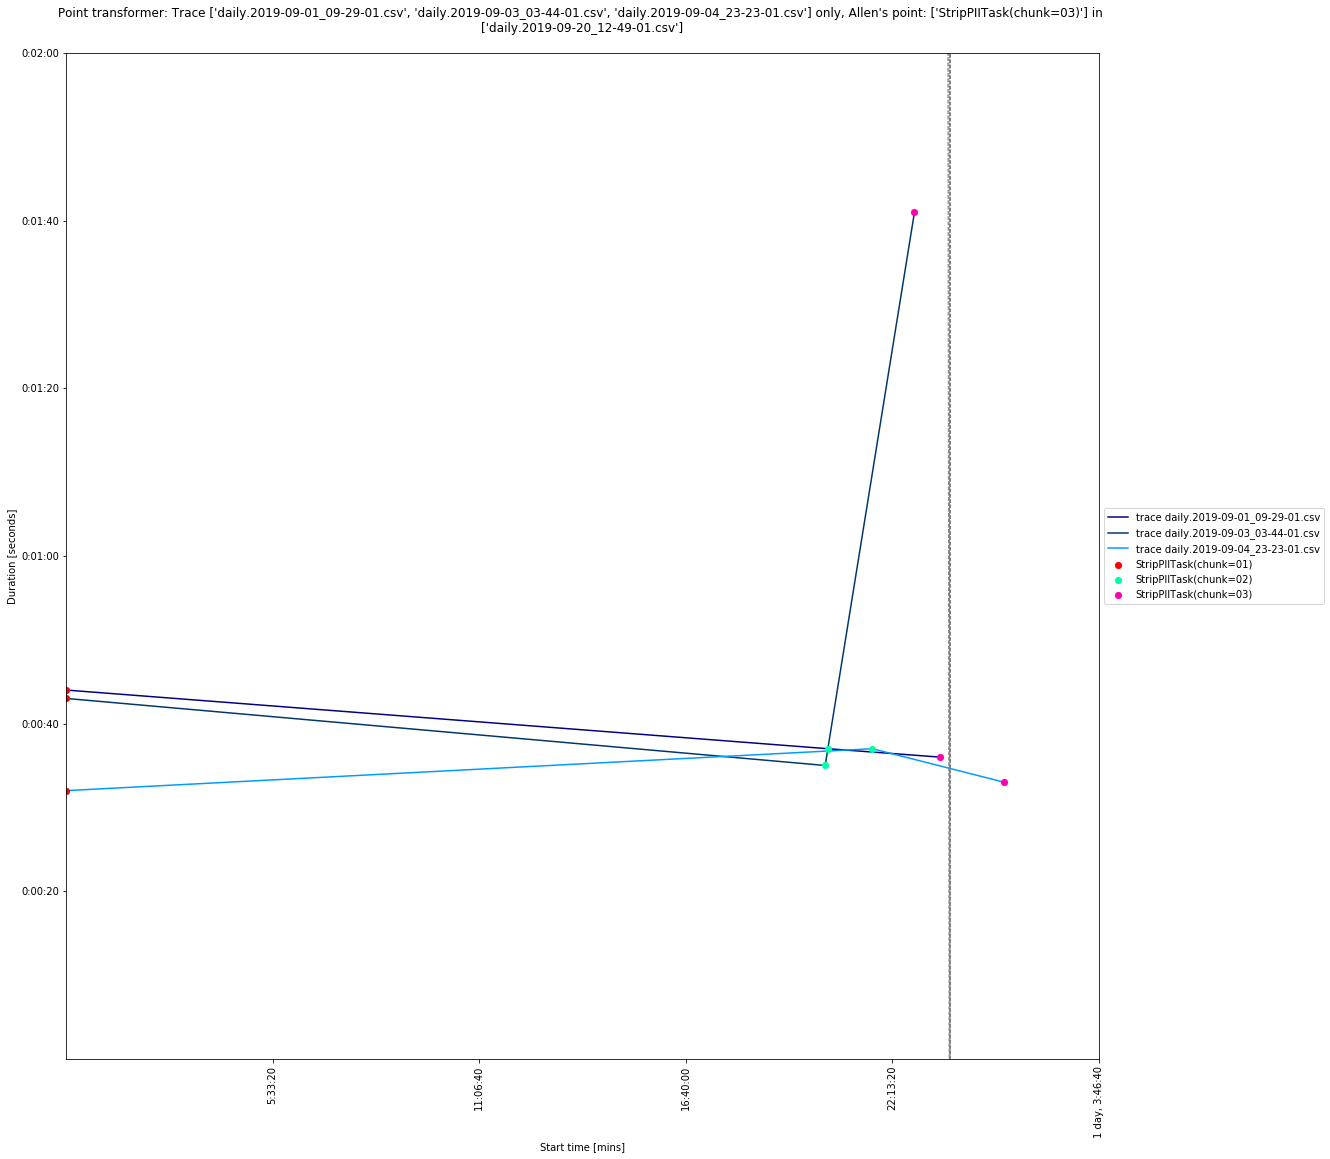 Point transformer: Trace ['daily.2019-09-01_09-29-01.csv', 'daily.2019-09-03_03-44-01.csv', 'daily.2019-09-04_23-23-01.csv'] only, Allen's point: ['StripPIITask(chunk=03)'] in
['daily.2019-09-20_12-49-01.csv']
0:02:00
0:01:40
0:01:20
0:01:00
0:00:40
0:00:20
Duration [seconds]
5:33:20
11:06:40
16:40:00
22:13:20
1 day, 3:46:40
Start time [mins]
trace daily.2019-09-01_09-29-01.csv
trace daily.2019-09-03_03-44-01.csv
trace daily.2019-09-04_23-23-01.csv
StripPIITask(chunk=01)
StripPIITask(chunk=02)
StripPIITask(chunk=03)